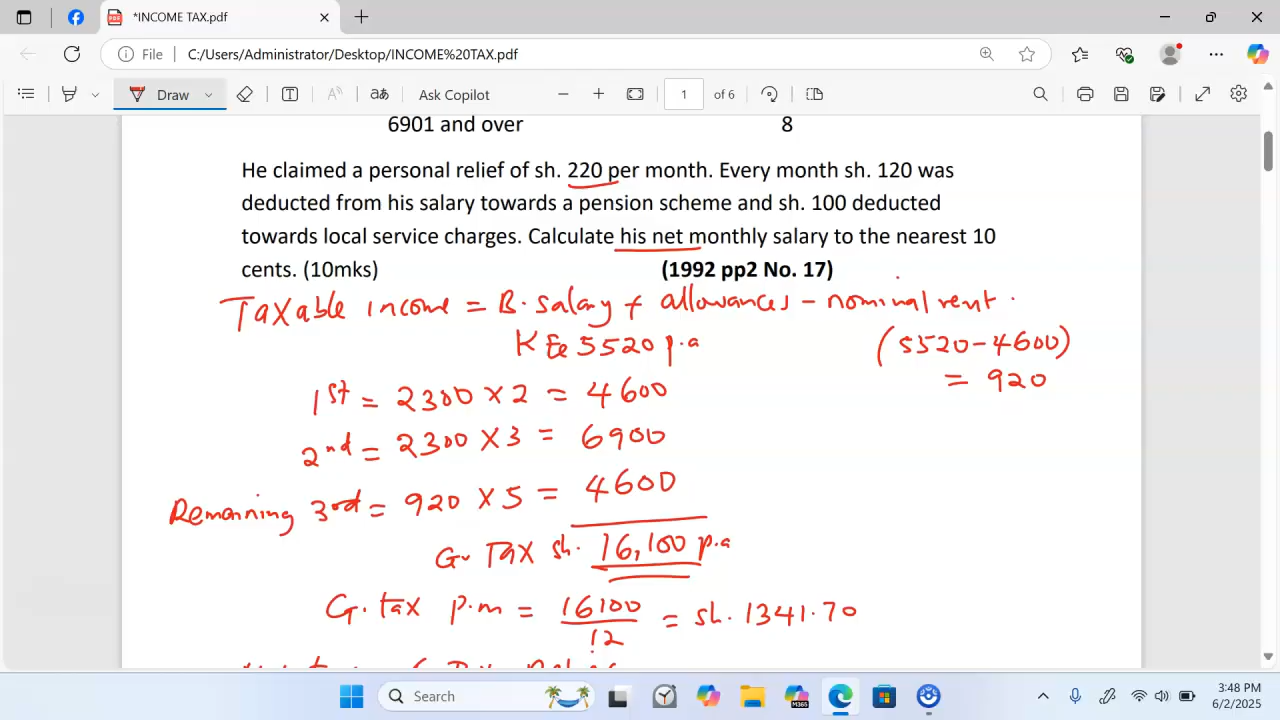 *INCOME TAX.pdf
File C:/Users/Administrator/Desktop/INCOME%20TAX.pdf
Draw Ask Copilot 1 of 6
6901 and over 8
He claimed a personal relief of sh. 220 per month. Every month sh. 120 was
deducted from his salary towards a pension scheme and sh. 100 deducted
towards local service charges. Calculate his net monthly salary to the nearest 10
cents. (10mks) (1992 pp2 No. 17)
Taxable income = B. salary + allowances - nominal rent.
5520 p.a (5520-4600)
= 920
1st = 2300 X 2 = 4600
2nd = 2300 X 3 = 6900
Remaining 3rd = 920 X 5 = 4600
G. TAX sh. 16,100 p.a
G. tax p.m = 16100 = sh. 1341.70
12
Search
3:48 PM
6/2/2025